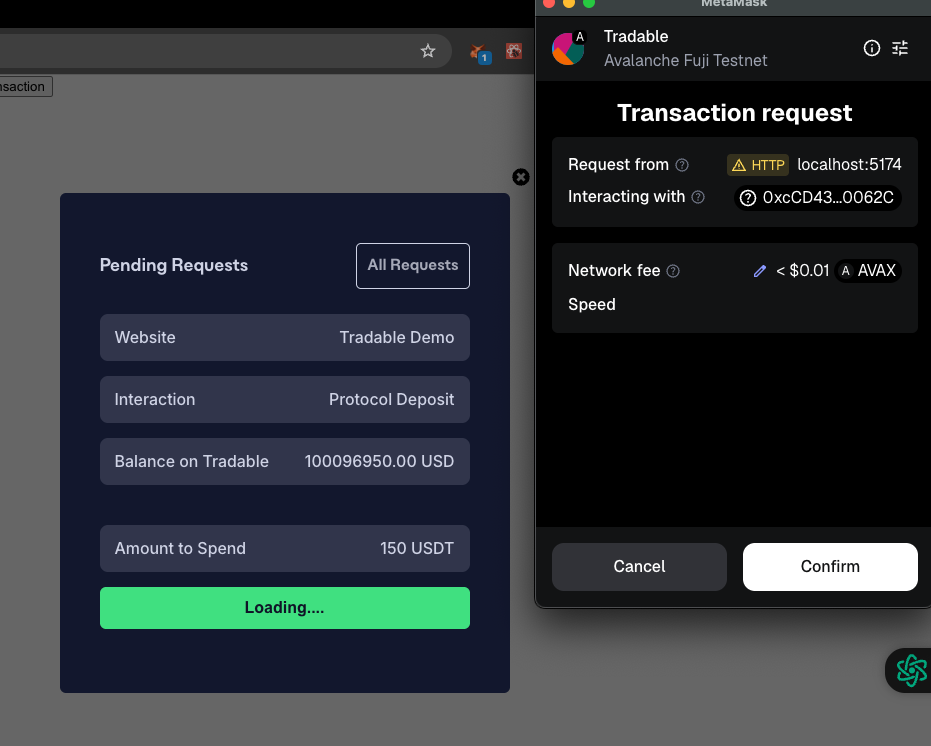 nsaction
1
Pending Requests
All Requests
Website
Tradable Demo
Interaction
Protocol Deposit
Balance on Tradable
100096950.00 USD
Amount to Spend
150 USDT
Loading....
MetaMask
A
Tradable
Avalanche Fuji Testnet
Transaction request
Request from ? HTTP localhost:5174
Interacting with ? ? 0xcCD43...0062C
Network fee ? < $0.01 A AVAX
Speed
Cancel
Confirm